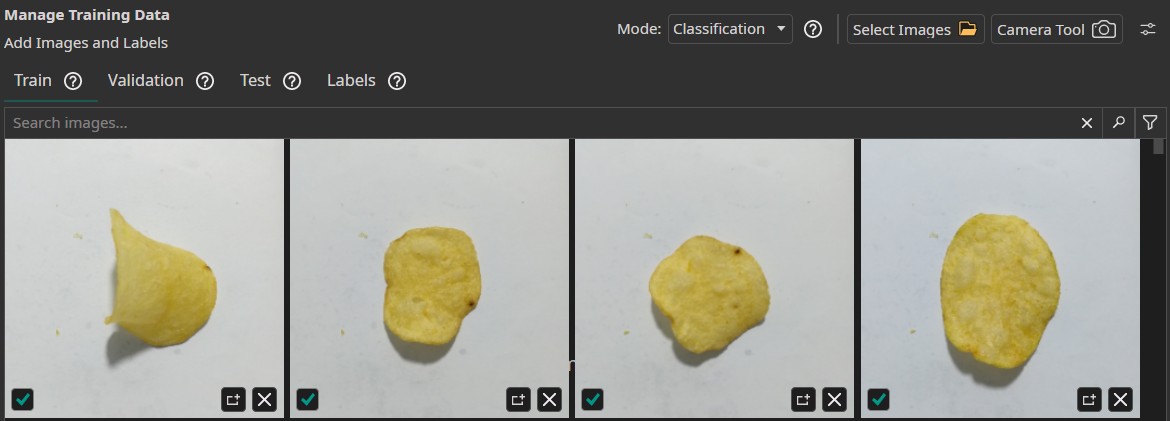 Manage Training Data
Add Images and Labels
Mode: Classification Select Images Camera Tool
Train Validation Test Labels
Search images...